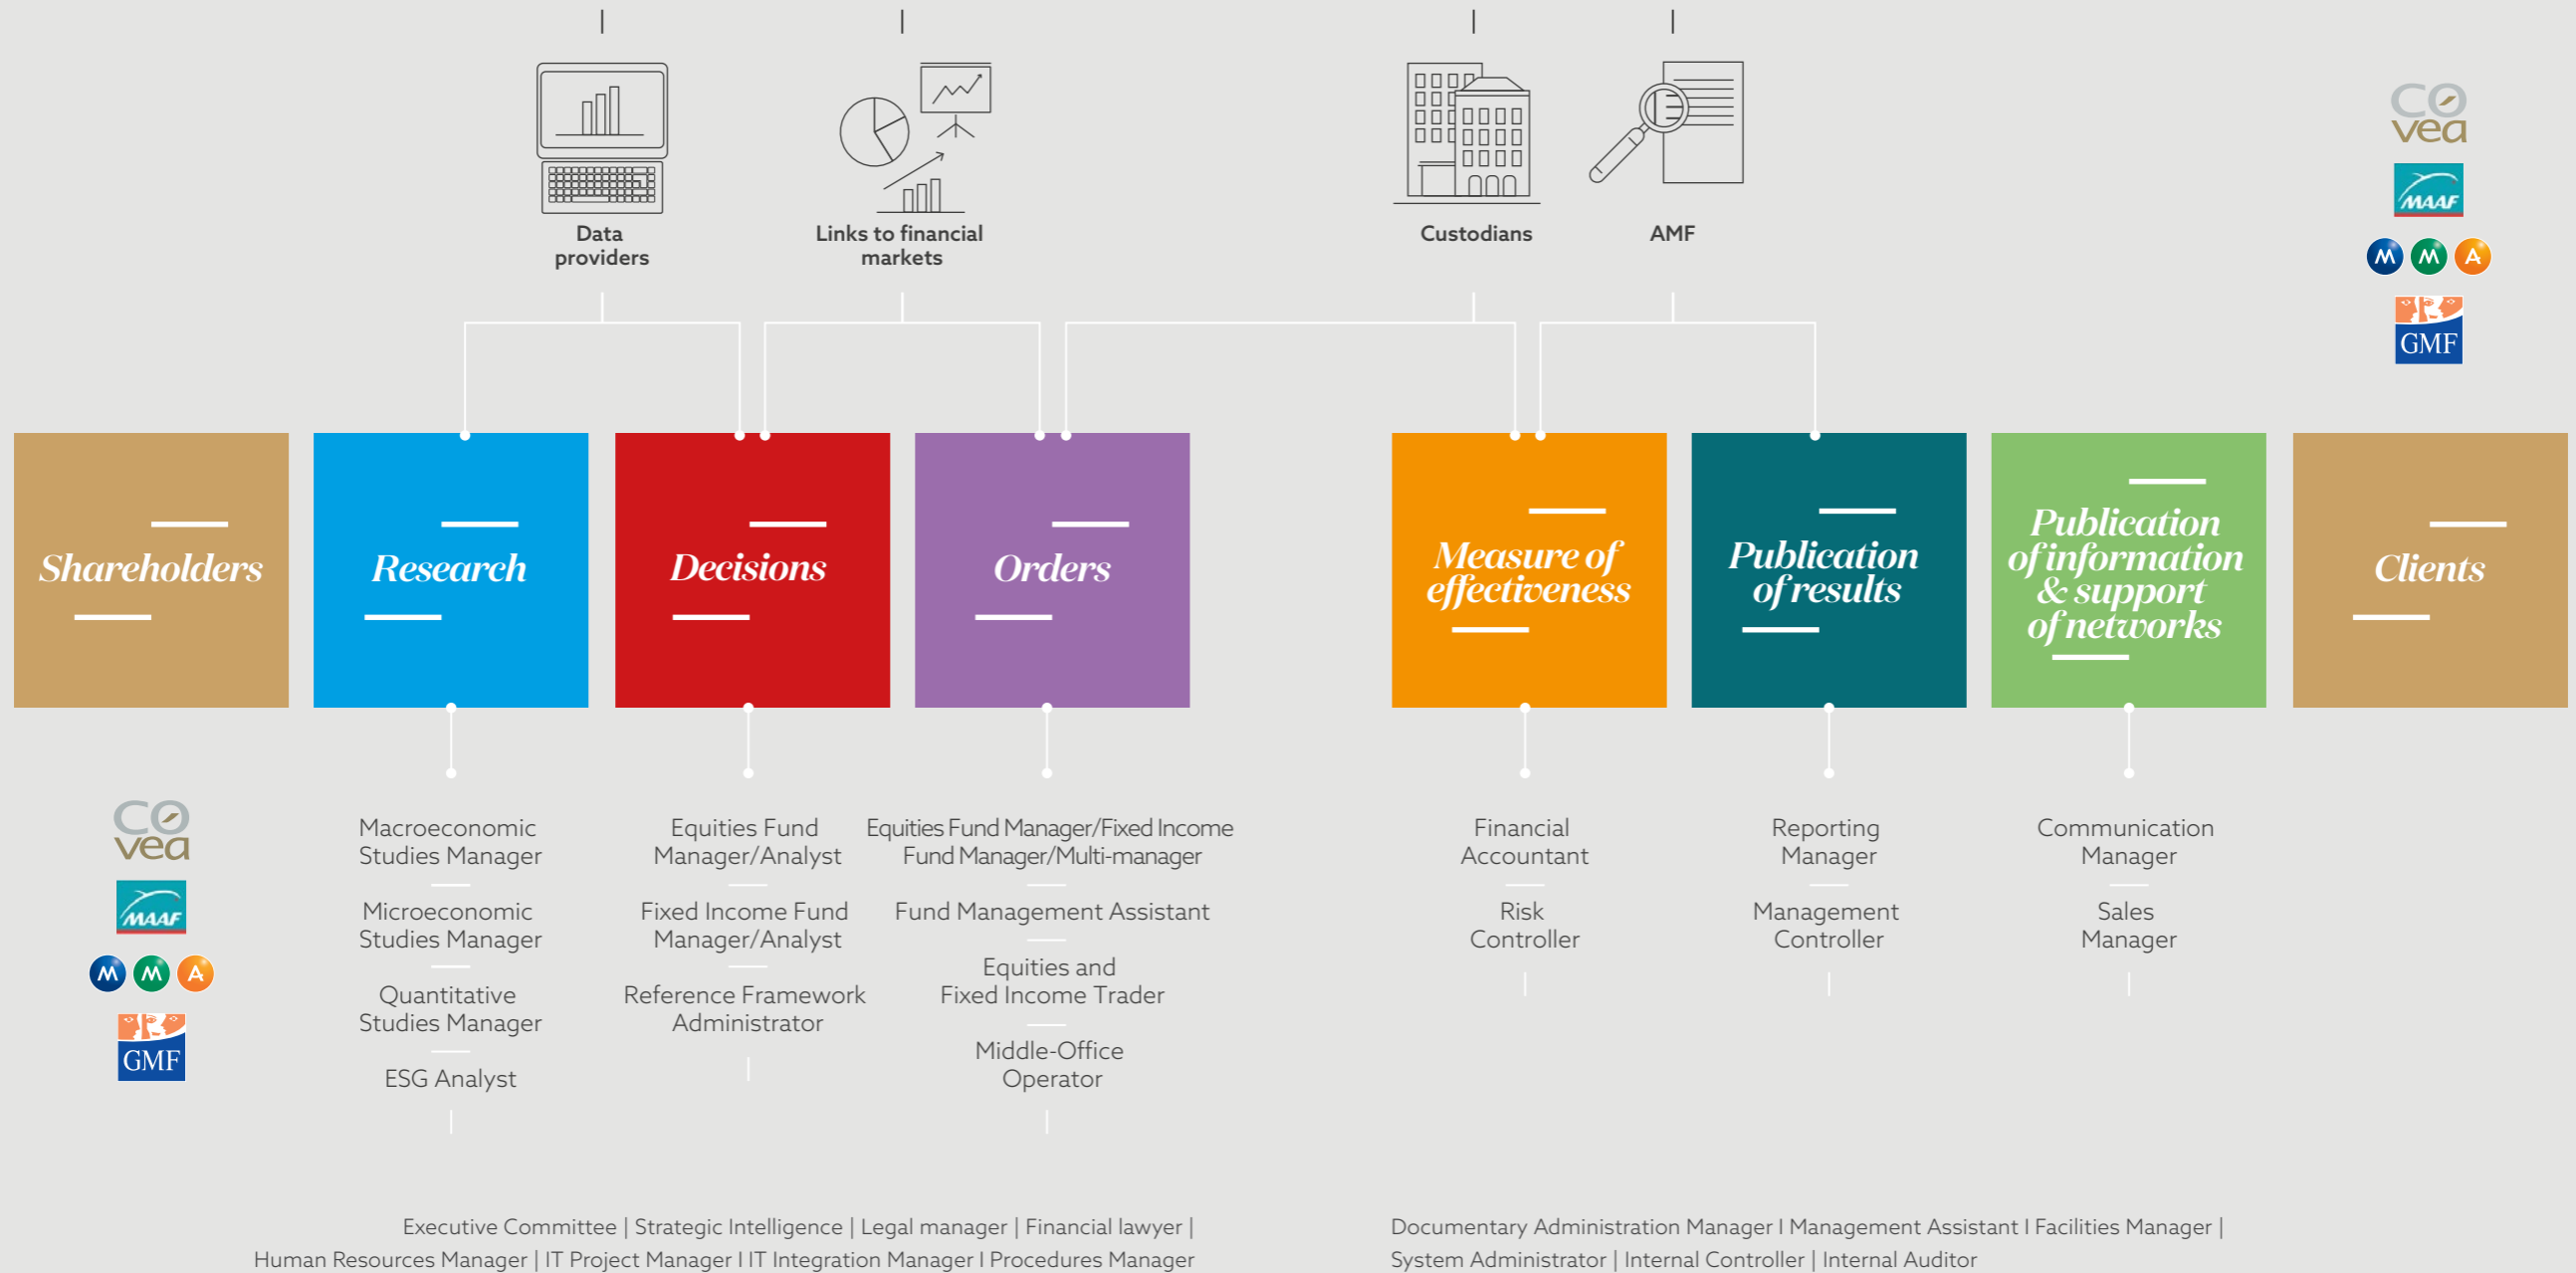 Data
providers
Links to financial
markets
Custodians
AMF
COvea
MAAF
MMA
GMF
Shareholders
Research
Decisions
Orders
Measure of
effectiveness
Publication
of results
Publication
of information
& support
of networks
Clients
COvea
MAAF
MMA
GMF
Macroeconomic
Studies Manager
Microeconomic
Studies Manager
Quantitative
Studies Manager
ESG Analyst
Equities Fund
Manager/Analyst
Fixed Income Fund
Manager/Analyst
Reference Framework
Administrator
Equities Fund Manager/Fixed Income
Fund Manager/Multi-manager
Fund Management Assistant
Equities and
Fixed Income Trader
Middle-Office
Operator
Financial
Accountant
Risk
Controller
Reporting
Manager
Management
Controller
Communication
Manager
Sales
Manager
Executive Committee | Strategic Intelligence | Legal manager | Financial lawyer |
Human Resources Manager | IT Project Manager I IT Integration Manager I Procedures Manager
Documentary Administration Manager I Management Assistant I Facilities Manager |
System Administrator | Internal Controller | Internal Auditor